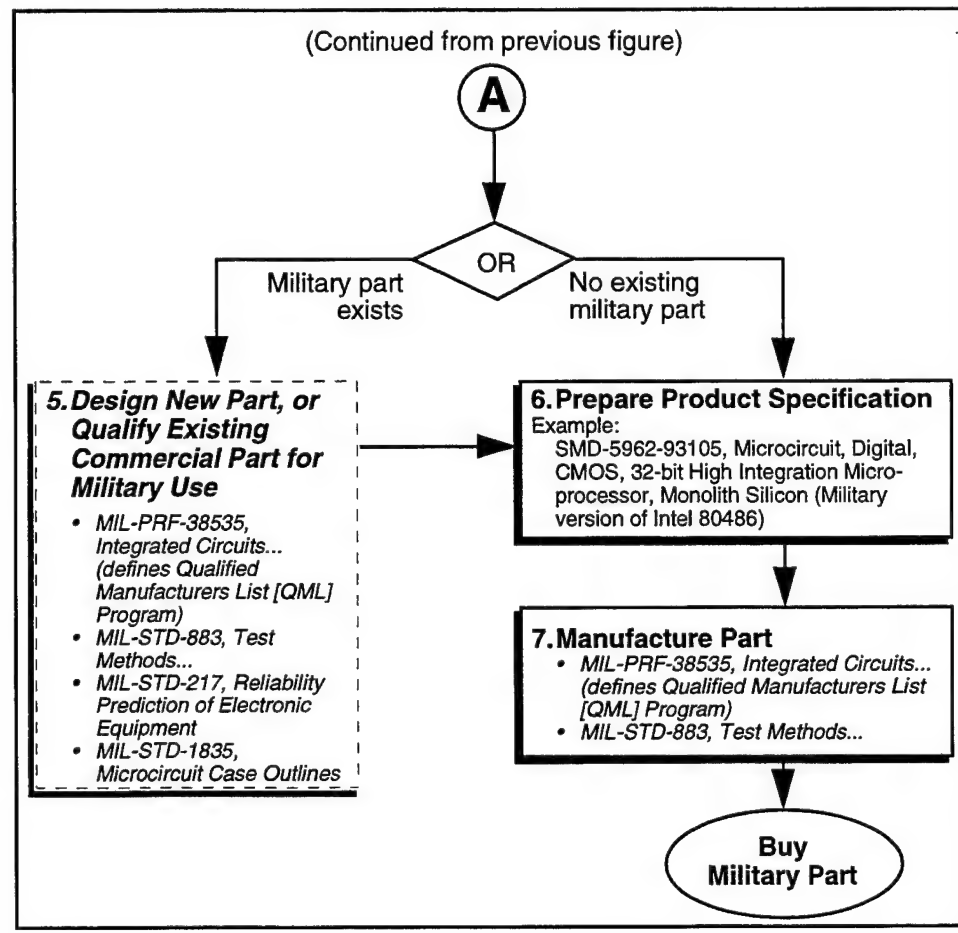 (Continued from previous figure)
A
OR
Military part
exists
No existing
military part
5. Design New Part, or
Qualify Existing
Commercial Part for
Military Use
• MIL-PRF-38535,
Integrated Circuits...
(defines Qualified
Manufacturers List [QML]
Program)
• MIL-STD-883, Test
Methods...
• MIL-STD-217, Reliability
Prediction of Electronic
Equipment
• MIL-STD-1835,
Microcircuit Case Outlines
6. Prepare Product Specification
Example:
SMD-5962-93105, Microcircuit, Digital,
CMOS, 32-bit High Integration Micro-
processor, Monolith Silicon (Military
version of Intel 80486)
7. Manufacture Part
• MIL-PRF-38535, Integrated Circuits...
(defines Qualified Manufacturers List
[QML] Program)
• MIL-STD-883, Test Methods...
Buy
Military Part